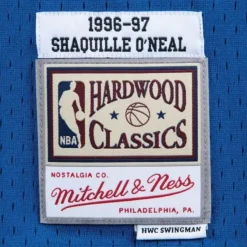 1996-97
SHAQUILLE O'NEAL
HARDWOOD
NBA
CLASSICS
NOSTALGIA CO.
Mitchell & Ness
PHILADELPHIA, PA.
HWC SWINGMAN